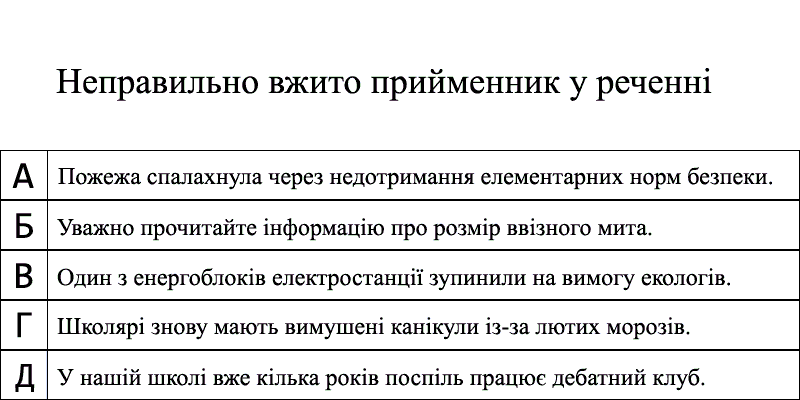 Неправильно вжито прийменник у реченні
А Пожежа спалахнула через недотримання елементарних норм безпеки.
Б Уважно прочитайте інформацію про розмір ввізного мита.
В Один з енергоблоків електростанції зупинили на вимогу екологів.
Г Школярі знову мають вимушені канікули із-за лютих морозів.
Д У нашій школі вже кілька років поспіль працює дебатний клуб.